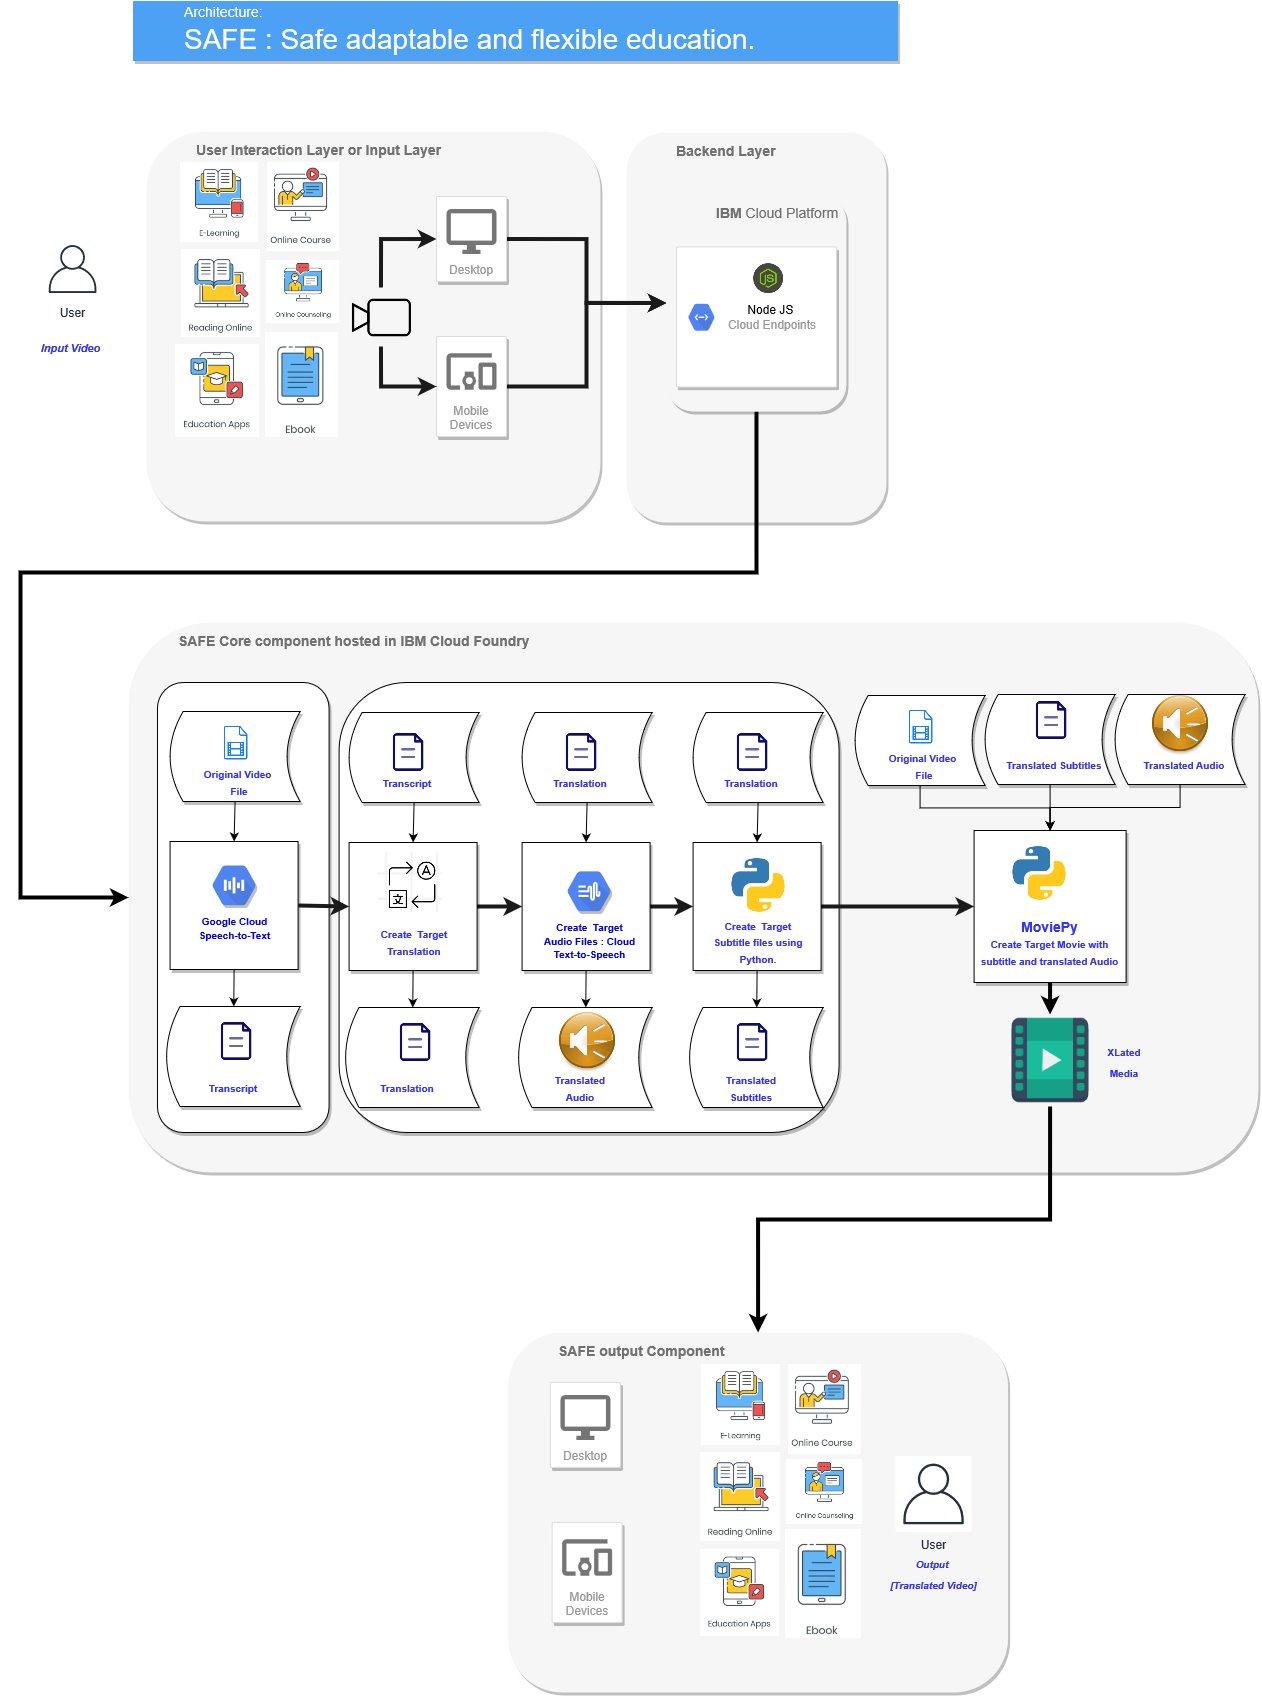 Architecture:
SAFE : Safe adaptable and flexible education.
User Interaction Layer or Input Layer
E-Learning
Online Course
Reading Online
Online Counseling
Education Apps
Ebook
User
Input Video
Desktop
Mobile
Devices
Backend Layer
IBM Cloud Platform
JS
Node JS
Cloud Endpoints
SAFE Core component hosted in IBM Cloud Foundry
Original Video
File
Google Cloud
Speech-to-Text
Transcript
Transcript
A
文
Create Target
Translation
Translation
Translation
Create Target
Audio Files : Cloud
Text-to-Speech
Translated
Audio
Translation
Create Target
Subtitle files using
Python.
Translated
Subtitles
Original Video
File
Translated Subtitles
Translated Audio
MoviePy
Create Target Movie with
subtitle and translated Audio
XLated
Media
SAFE output Component
Desktop
Mobile
Devices
E-Learning
Online Course
Reading Online
Online Counseling
Education Apps
Ebook
User
Output
[Translated Video]